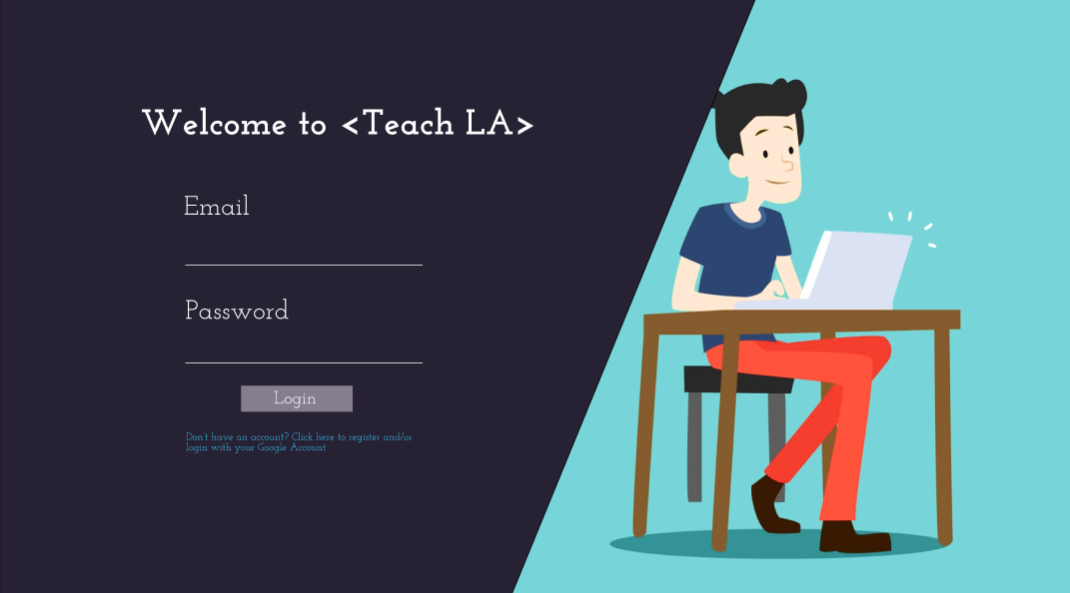 Welcome to <Teach LA>
Email
Password
Login
Don't have an account? Click here to register and/or
login with your Google Account